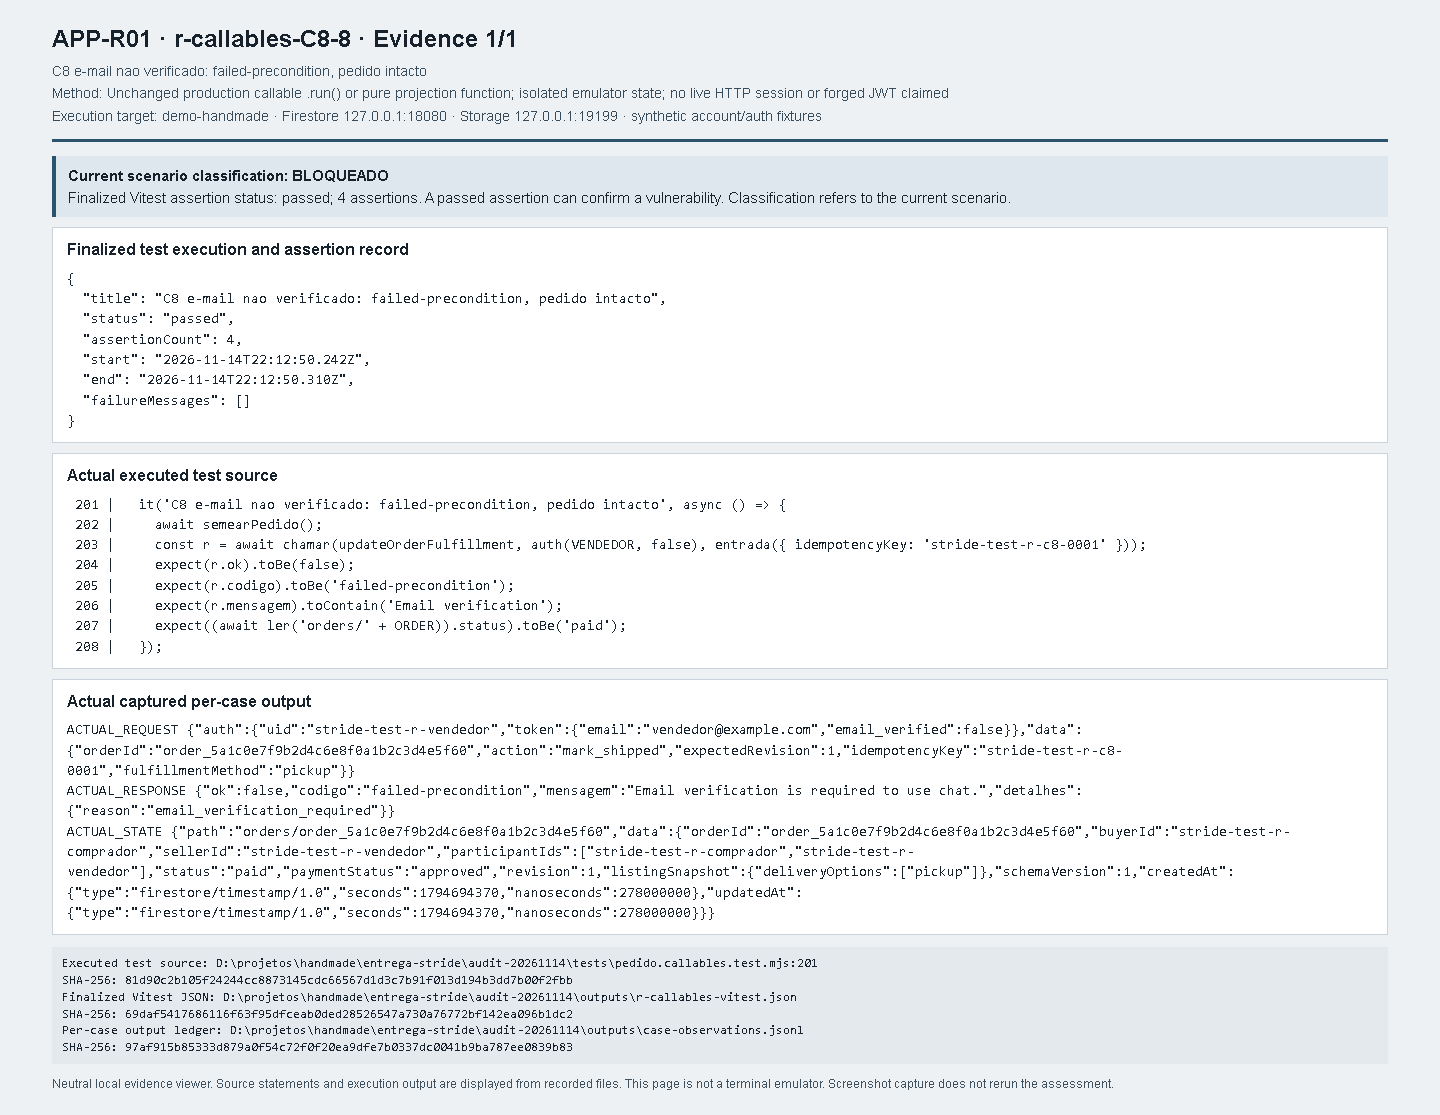 APP-R01 · r-callables-C8-8 · Evidence 1/1
C8 e-mail nao verificado: failed-precondition, pedido intacto
Method: Unchanged production callable .run() or pure projection function; isolated emulator state; no live HTTP session or forged JWT claimed
Execution target: demo-handmade · Firestore 127.0.0.1:18080 · Storage 127.0.0.1:19199 · synthetic account/auth fixtures
Current scenario classification: BLOQUEADO
Finalized Vitest assertion status: passed; 4 assertions. A passed assertion can confirm a vulnerability. Classification refers to the current scenario.
Finalized test execution and assertion record
{
  "title": "C8 e-mail nao verificado: failed-precondition, pedido intacto",
  "status": "passed",
  "assertionCount": 4,
  "start": "2026-11-14T22:12:50.242Z",
  "end": "2026-11-14T22:12:50.310Z",
  "failureMessages": []
}
Actual executed test source
201 |   it('C8 e-mail nao verificado: failed-precondition, pedido intacto', async () => {
202 |     await semearPedido();
203 |     const r = await chamar(updateOrderFulfillment, auth(VENDEDOR, false), entrada({ idempotencyKey: 'stride-test-r-c8-0001' }));
204 |     expect(r.ok).toBe(false);
205 |     expect(r.codigo).toBe('failed-precondition');
206 |     expect(r.mensagem).toContain('Email verification');
207 |     expect((await ler('orders/' + ORDER)).status).toBe('paid');
208 |   });
Actual captured per-case output
ACTUAL_REQUEST {"auth":{"uid":"stride-test-r-vendedor","token":{"email":"vendedor@example.com","email_verified":false}},"data":
{"orderId":"order_5a1c0e7f9b2d4c6e8f0a1b2c3d4e5f60","action":"mark_shipped","expectedRevision":1,"idempotencyKey":"stride-test-r-c8-
0001","fulfillmentMethod":"pickup"}}
ACTUAL_RESPONSE {"ok":false,"codigo":"failed-precondition","mensagem":"Email verification is required to use chat.","detalhes":
{"reason":"email_verification_required"}}
ACTUAL_STATE {"path":"orders/order_5a1c0e7f9b2d4c6e8f0a1b2c3d4e5f60","data":{"orderId":"order_5a1c0e7f9b2d4c6e8f0a1b2c3d4e5f60","buyerId":"stride-test-r-
comprador","sellerId":"stride-test-r-vendedor","participantIds":["stride-test-r-comprador","stride-test-r-
vendedor"],"status":"paid","paymentStatus":"approved","revision":1,"listingSnapshot":{"deliveryOptions":["pickup"]},"schemaVersion":1,"createdAt":
{"type":"firestore/timestamp/1.0","seconds":1794694370,"nanoseconds":278000000},"updatedAt":
{"type":"firestore/timestamp/1.0","seconds":1794694370,"nanoseconds":278000000}}}
Executed test source: D:\projetos\handmade\entrega-stride\audit-20261114\tests\pedido.callables.test.mjs:201
SHA-256: 81d90c2b105f24244cc8873145cdc66567d1d3c7b91f013d194b3dd7b00f2fbb
Finalized Vitest JSON: D:\projetos\handmade\entrega-stride\audit-20261114\outputs\r-callables-vitest.json
SHA-256: 69daf5417686116f63f95dfceab0ded28526547a730a76772bf142ea096b1dc2
Per-case output ledger: D:\projetos\handmade\entrega-stride\audit-20261114\outputs\case-observations.jsonl
SHA-256: 97af915b85333d879a0f54c72f0f20ea9dfe7b0337dc0041b9ba787ee0839b83
Neutral local evidence viewer. Source statements and execution output are displayed from recorded files. This page is not a terminal emulator. Screenshot capture does not rerun the assessment.